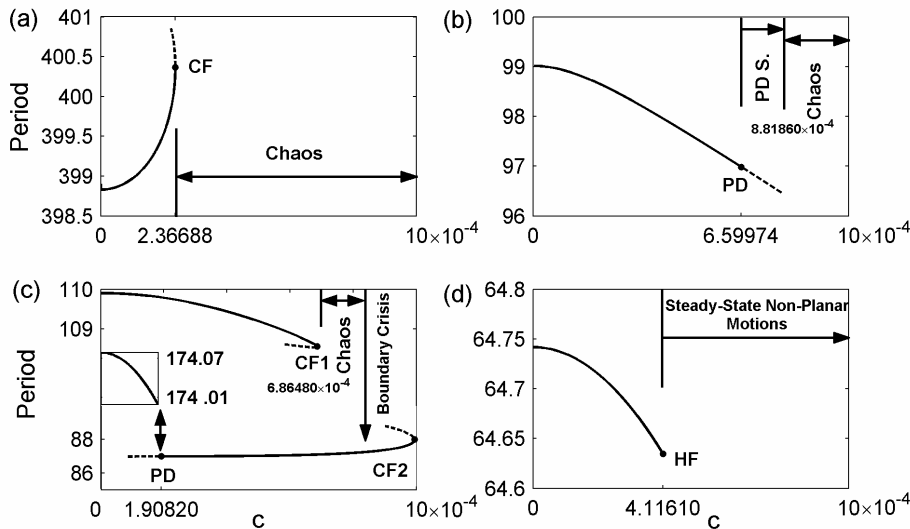 (a)
401
400.5
400
399.5
399
398.5
Period
CF
Chaos
0
2.36688
10×10-4
(b)
100
99
98
97
96
PD S.
Chaos
8.81860×10-4
PD
0
6.59974
10×10-4
(c)
110
109
88
86
Period
174.07
174 .01
CF1
6.86480×10-4
Chaos
Boundary Crisis
PD
CF2
0
1.90820
10×10-4
c
(d)
64.8
64.75
64.7
64.65
64.6
Steady-State Non-Planar
Motions
HF
0
4.11610
10×10-4
c